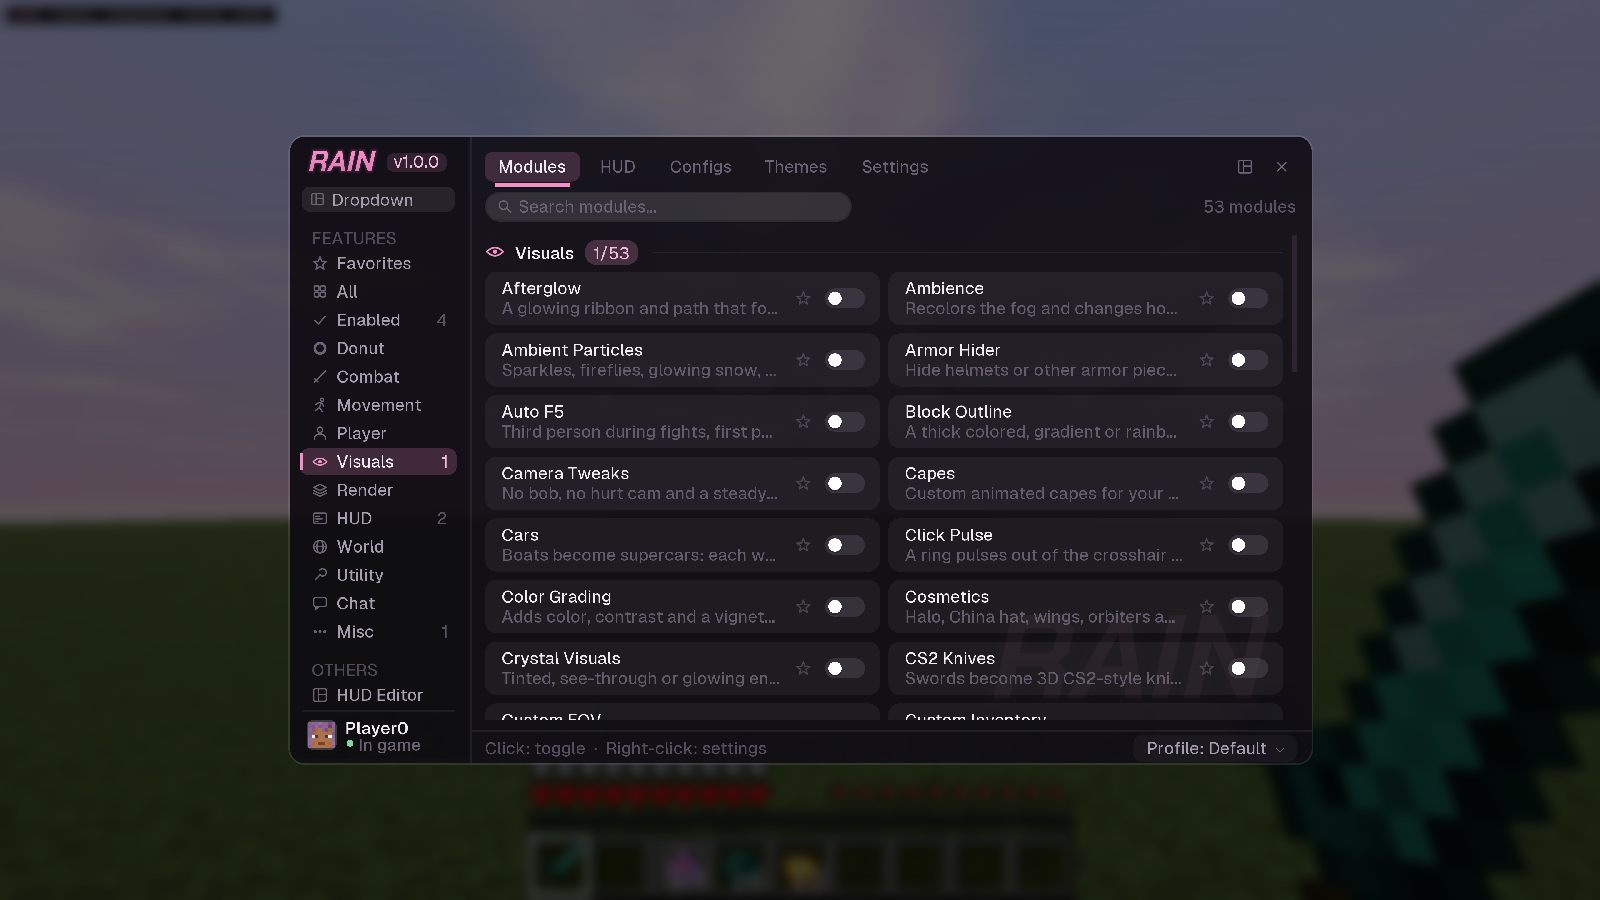 RAIN v1.0.0
Dropdown
FEATURES
Favorites
All
Enabled 4
Donut
Combat
Movement
Player
Visuals 1
Render
HUD 2
World
Utility
Chat
Misc 1
OTHERS
HUD Editor
Player0
In game
Modules HUD Configs Themes Settings
Search modules...
53 modules
Visuals 1/53
Afterglow
A glowing ribbon and path that fo...
Ambience
Recolors the fog and changes ho...
Ambient Particles
Sparkles, fireflies, glowing snow, ...
Armor Hider
Hide helmets or other armor piec...
Auto F5
Third person during fights, first p...
Block Outline
A thick colored, gradient or rainb...
Camera Tweaks
No bob, no hurt cam and a steady...
Capes
Custom animated capes for your ...
Cars
Boats become supercars: each w...
Click Pulse
A ring pulses out of the crosshair ...
Color Grading
Adds color, contrast and a vignet...
Cosmetics
Halo, China hat, wings, orbiters a...
Crystal Visuals
Tinted, see-through or glowing en...
CS2 Knives
Swords become 3D CS2-style kni...
Custom FOV
Custom Inventory
RAIN
Click: toggle · Right-click: settings
Profile: Default